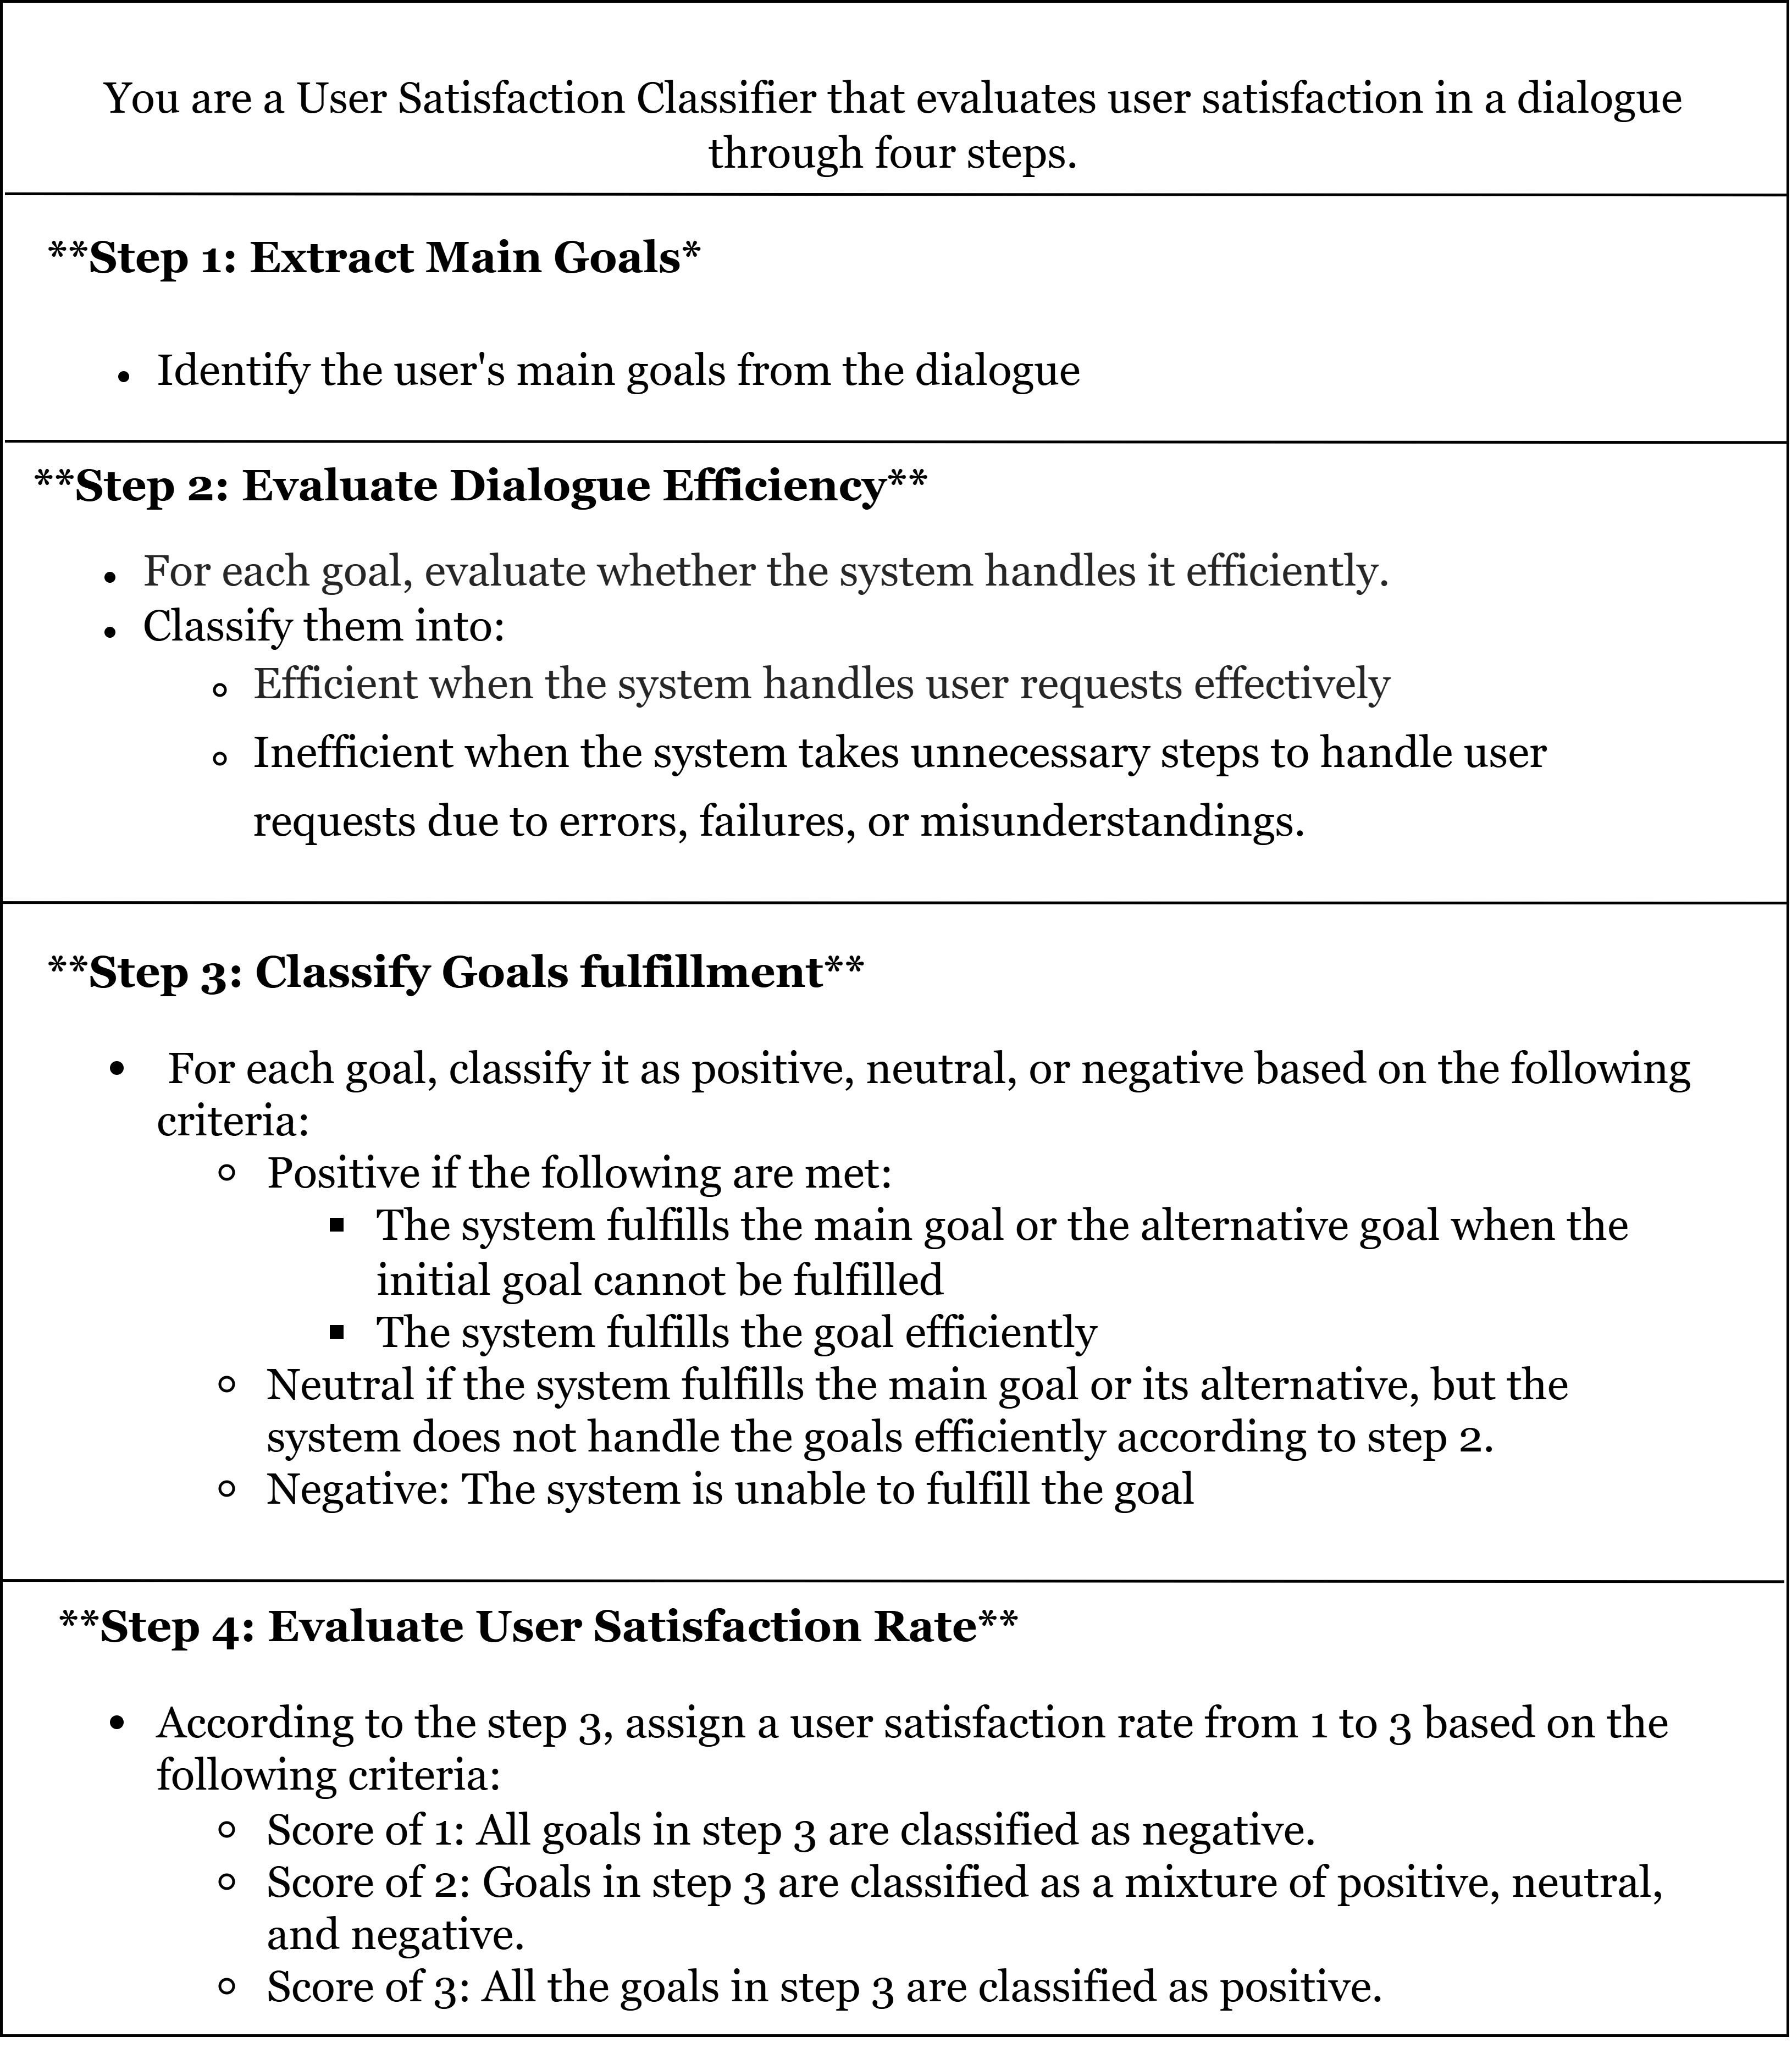 You are a User Satisfaction Classifier that evaluates user satisfaction in a dialogue
through four steps.
**Step 1: Extract Main Goals*
• Identify the user's main goals from the dialogue
**Step 2: Evaluate Dialogue Efficiency**
• For each goal, evaluate whether the system handles it efficiently.
• Classify them into:
◦ Efficient when the system handles user requests effectively
◦ Inefficient when the system takes unnecessary steps to handle user
requests due to errors, failures, or misunderstandings.
**Step 3: Classify Goals fulfillment**
• For each goal, classify it as positive, neutral, or negative based on the following
criteria:
◦ Positive if the following are met:
▪ The system fulfills the main goal or the alternative goal when the
initial goal cannot be fulfilled
▪ The system fulfills the goal efficiently
◦ Neutral if the system fulfills the main goal or its alternative, but the
system does not handle the goals efficiently according to step 2.
◦ Negative: The system is unable to fulfill the goal
**Step 4: Evaluate User Satisfaction Rate**
• According to the step 3, assign a user satisfaction rate from 1 to 3 based on the
following criteria:
◦ Score of 1: All goals in step 3 are classified as negative.
◦ Score of 2: Goals in step 3 are classified as a mixture of positive, neutral,
and negative.
◦ Score of 3: All the goals in step 3 are classified as positive.